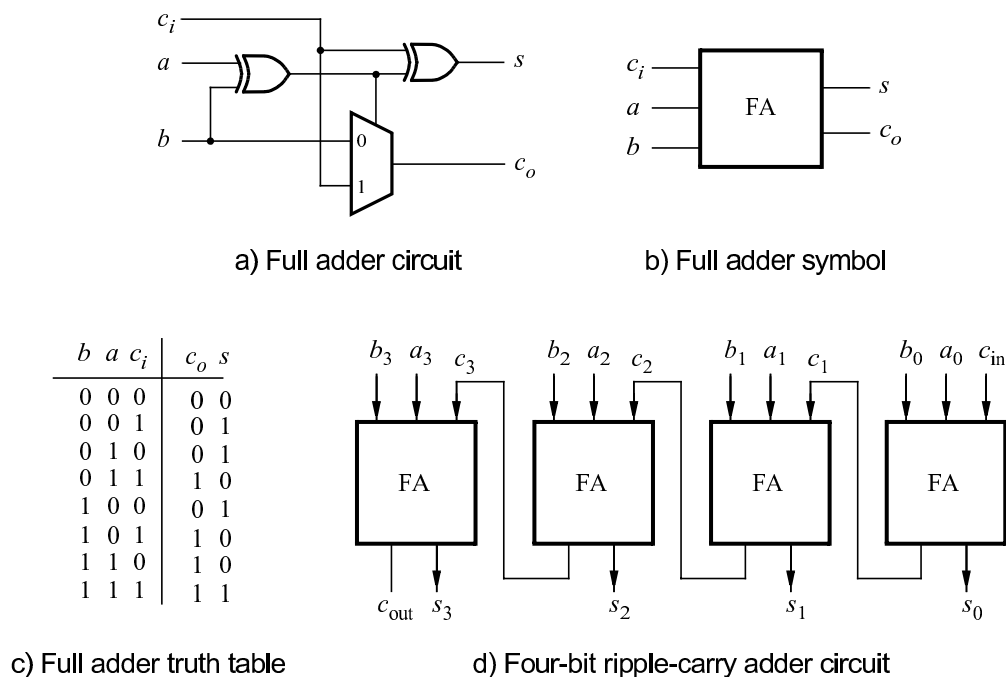 c_i
a
b
s
0
1
c_o
a) Full adder circuit
c_i
a
b
FA
s
c_o
b) Full adder symbol
b a c_i c_o s
0 0 0 0 0
0 0 1 0 1
0 1 0 0 1
0 1 1 1 0
1 0 0 0 1
1 0 1 1 0
1 1 0 1 0
1 1 1 1 1
c) Full adder truth table
b_3 a_3 c_3 b_2 a_2 c_2 b_1 a_1 c_1 b_0 a_0 c_in
FA FA FA FA
c_out s_3 s_2 s_1 s_0
d) Four-bit ripple-carry adder circuit